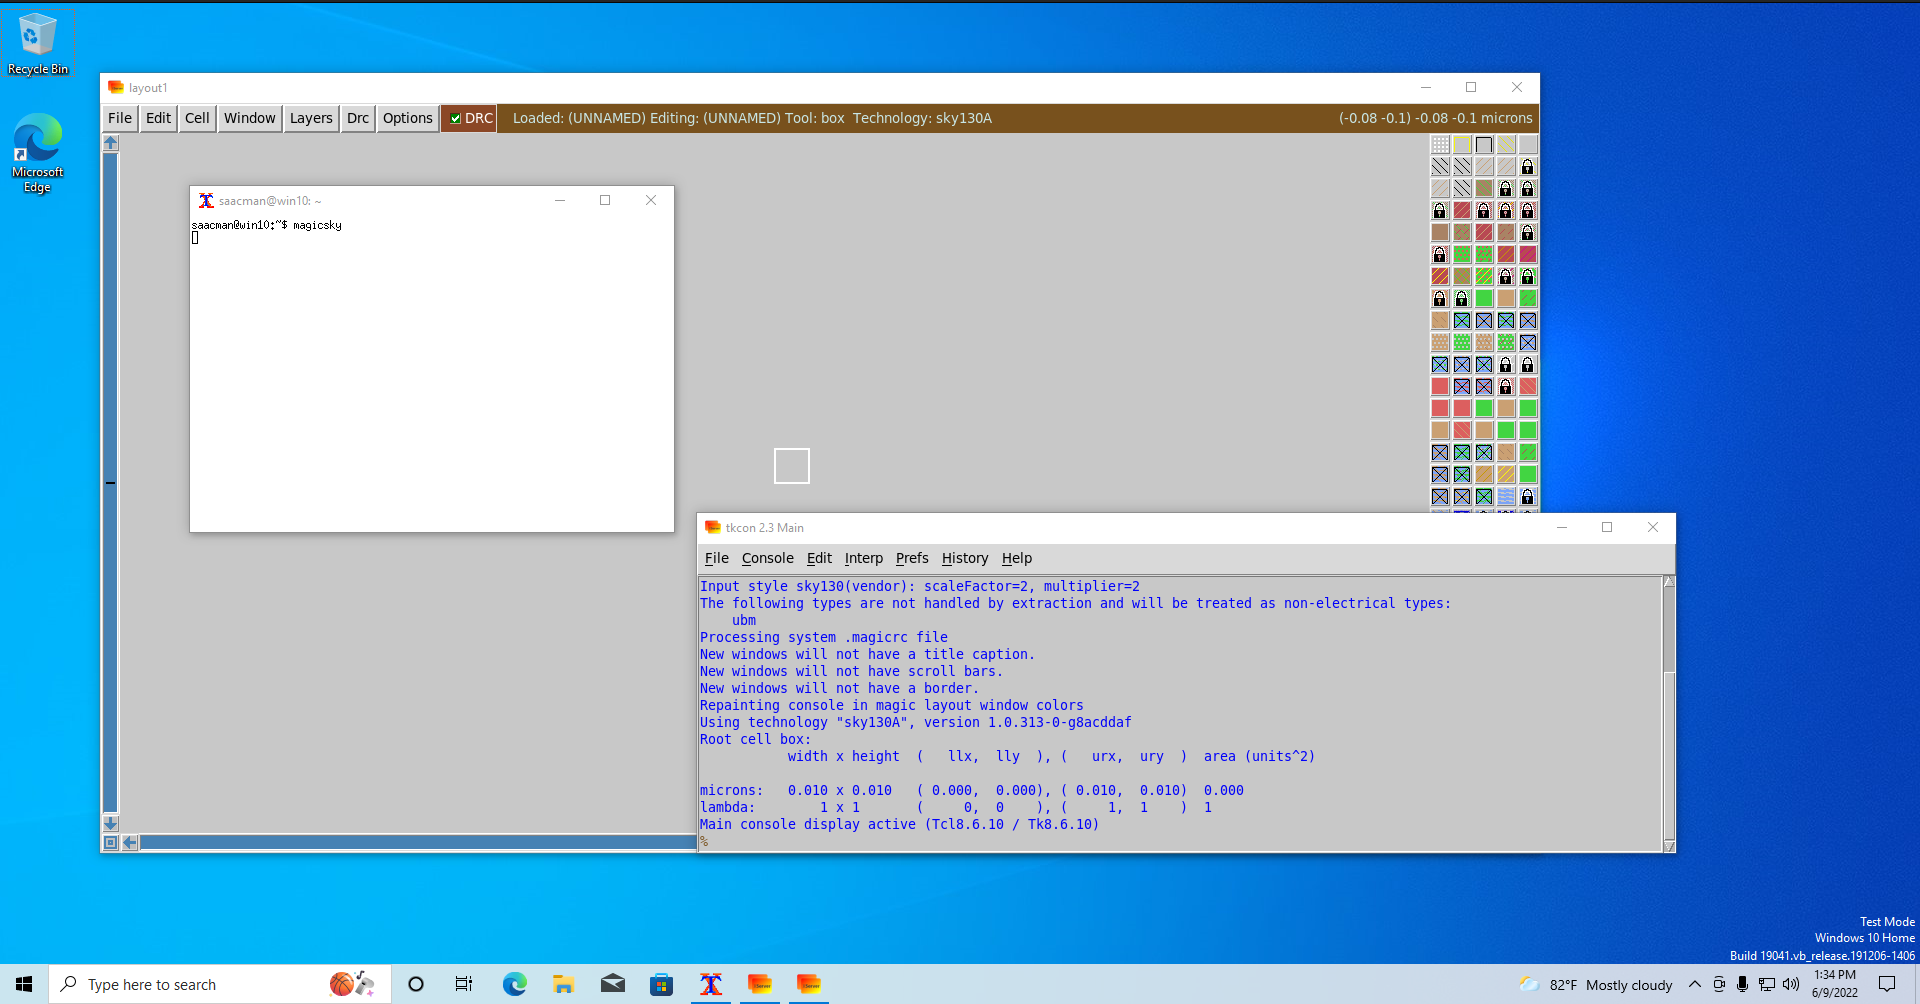 Recycle Bin
Microsoft
Edge
layout1
File Edit Cell Window Layers Drc Options DRC Loaded: (UNNAMED) Editing: (UNNAMED) Tool: box Technology: sky130A (-0.08 -0.1) -0.08 -0.1 microns
saacman@win10: ~
saacman@win10:~$ magicsky
tkcon 2.3 Main
File Console Edit Interp Prefs History Help
Input style sky130(vendor): scaleFactor=2, multiplier=2
The following types are not handled by extraction and will be treated as non-electrical types:
ubm
Processing system .magicrc file
New windows will not have a title caption.
New windows will not have scroll bars.
New windows will not have a border.
Repainting console in magic layout window colors
Using technology "sky130A", version 1.0.313-0-g8acddaf
Root cell box:
width x height ( llx, lly ), ( urx, ury ) area (units^2)
microns: 0.010 x 0.010 ( 0.000, 0.000), ( 0.010, 0.010) 0.000
lambda: 1 x 1 ( 0, 0 ), ( 1, 1 ) 1
Main console display active (Tcl8.6.10 / Tk8.6.10)
%
Test Mode
Windows 10 Home
Build 19041.vb_release.191206-1406
Type here to search
82°F Mostly cloudy
1:34 PM
6/9/2022